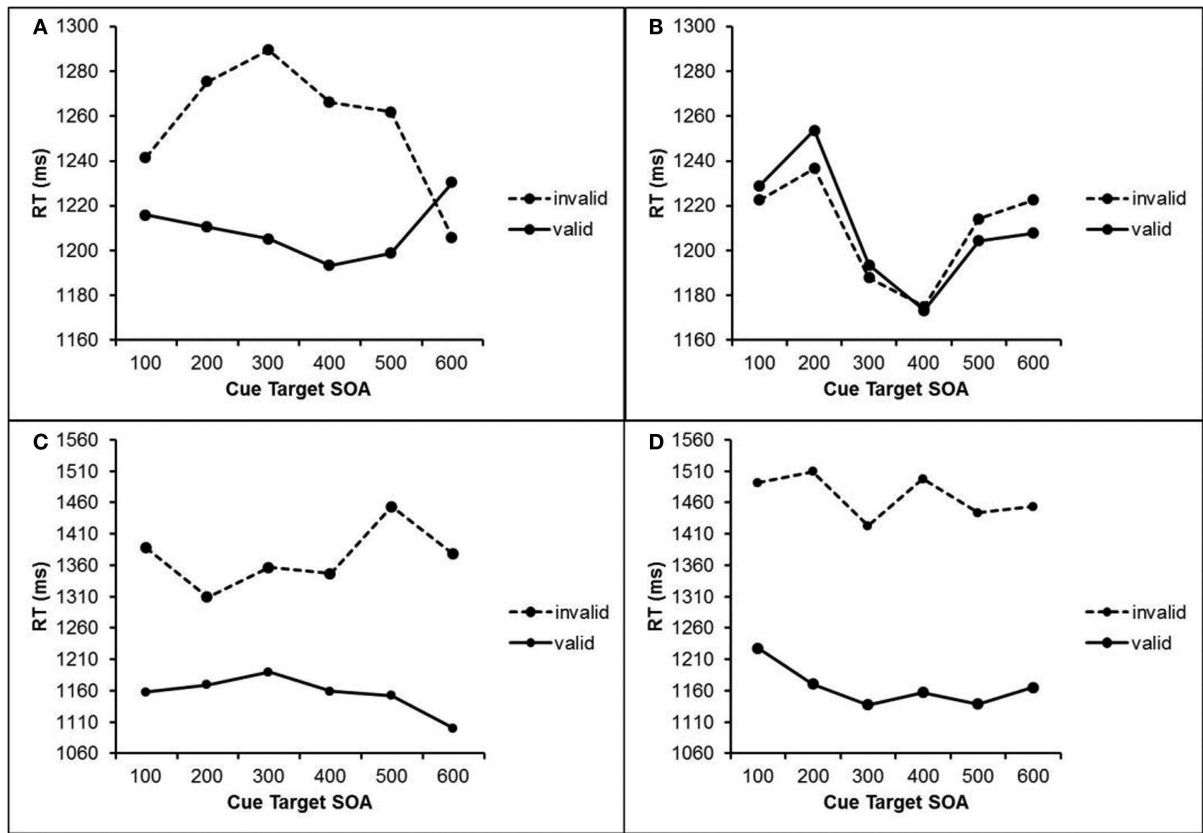 A
1300
1280
1260
1240
1220
1200
1180
1160
RT (ms)
100 200 300 400 500 600
Cue Target SOA
invalid
valid
B
1300
1280
1260
1240
1220
1200
1180
1160
RT (ms)
100 200 300 400 500 600
Cue Target SOA
invalid
valid
C
1560
1510
1460
1410
1360
1310
1260
1210
1160
1110
1060
RT (ms)
100 200 300 400 500 600
Cue Target SOA
invalid
valid
D
1560
1510
1460
1410
1360
1310
1260
1210
1160
1110
1060
RT (ms)
100 200 300 400 500 600
Cue Target SOA
invalid
valid